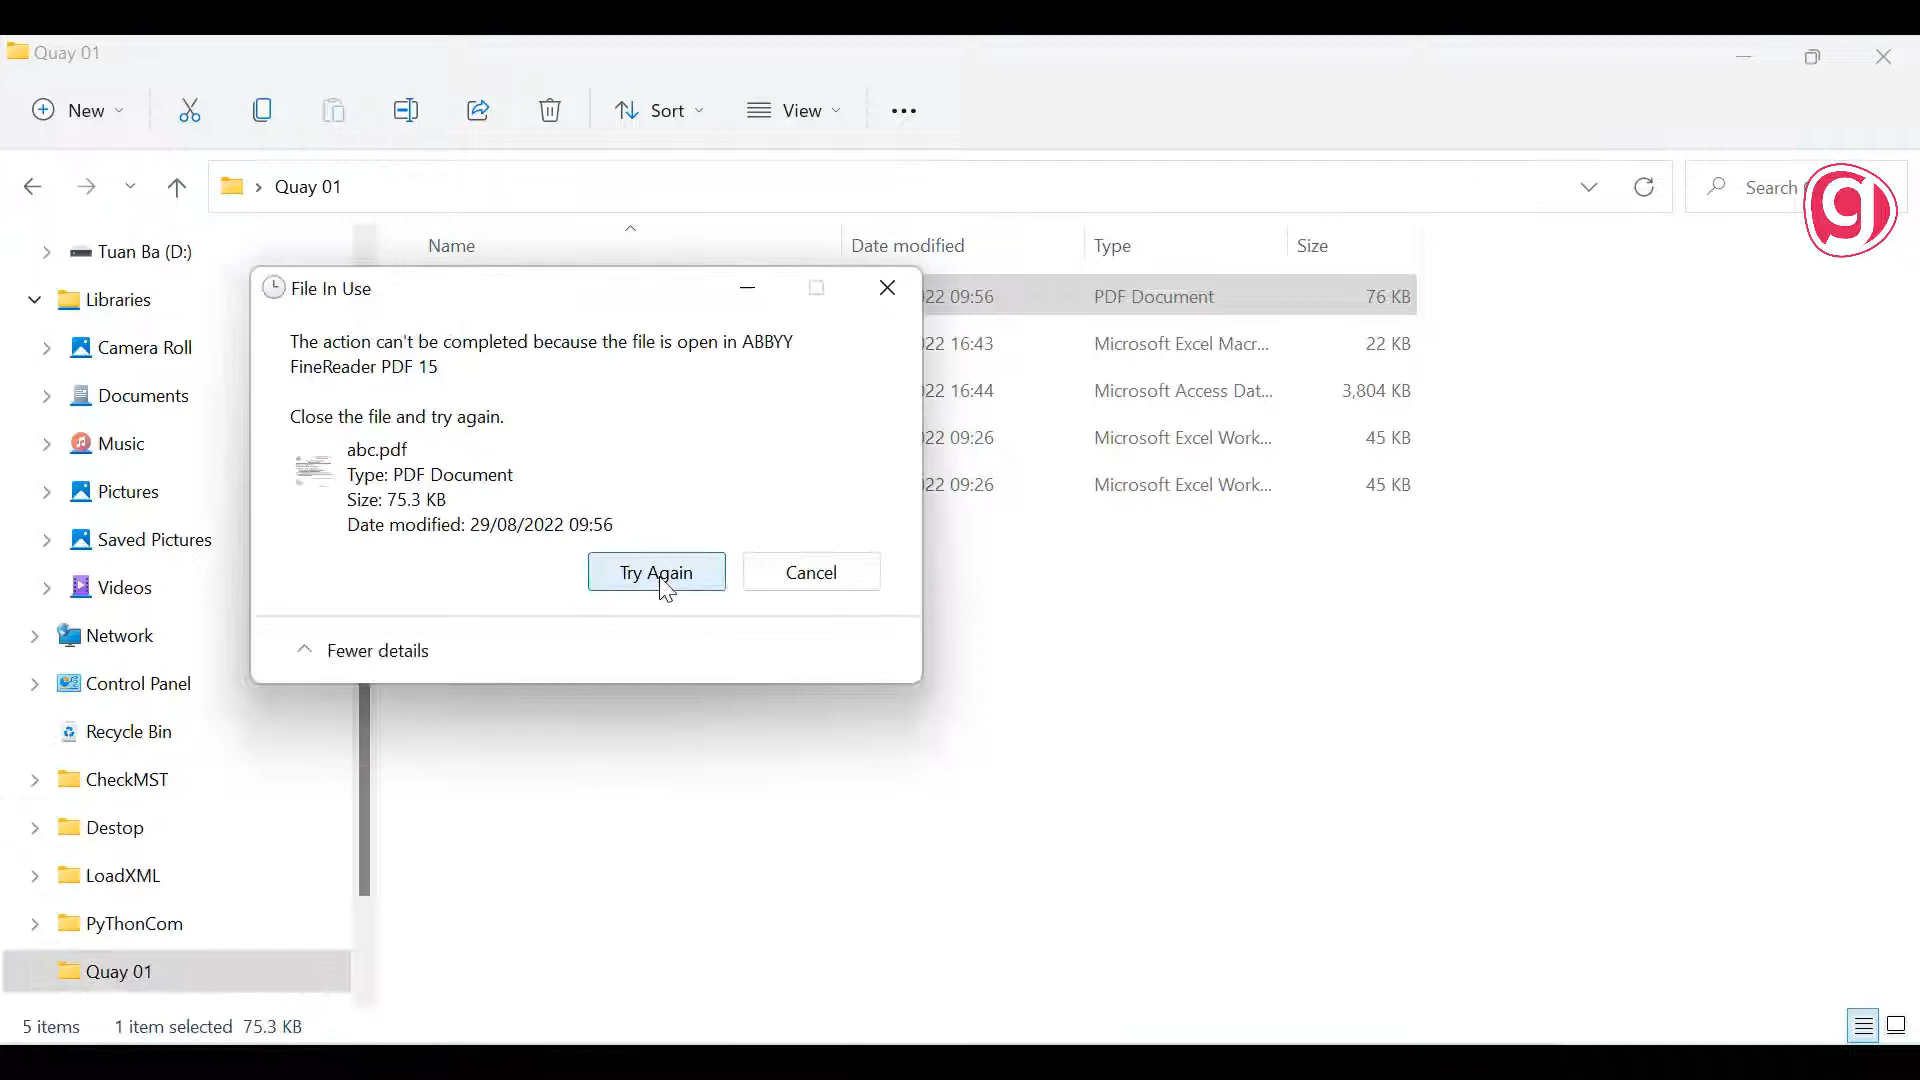 Quay 01
New
Sort
View
Quay 01
Search
Name
Date modified
Type
Size
Tuan Ba (D:)
Libraries
Camera Roll
Documents
Music
Pictures
Saved Pictures
Videos
Network
Control Panel
Recycle Bin
CheckMST
Destop
LoadXML
PyThonCom
Quay 01
File In Use
The action can't be completed because the file is open in ABBYY
FineReader PDF 15
Close the file and try again.
abc.pdf
Type: PDF Document
Size: 75.3 KB
Date modified: 29/08/2022 09:56
Try Again
Cancel
Fewer details
22 09:56 PDF Document 76 KB
22 16:43 Microsoft Excel Macr... 22 KB
22 16:44 Microsoft Access Dat... 3,804 KB
22 09:26 Microsoft Excel Work... 45 KB
22 09:26 Microsoft Excel Work... 45 KB
5 items 1 item selected 75.3 KB